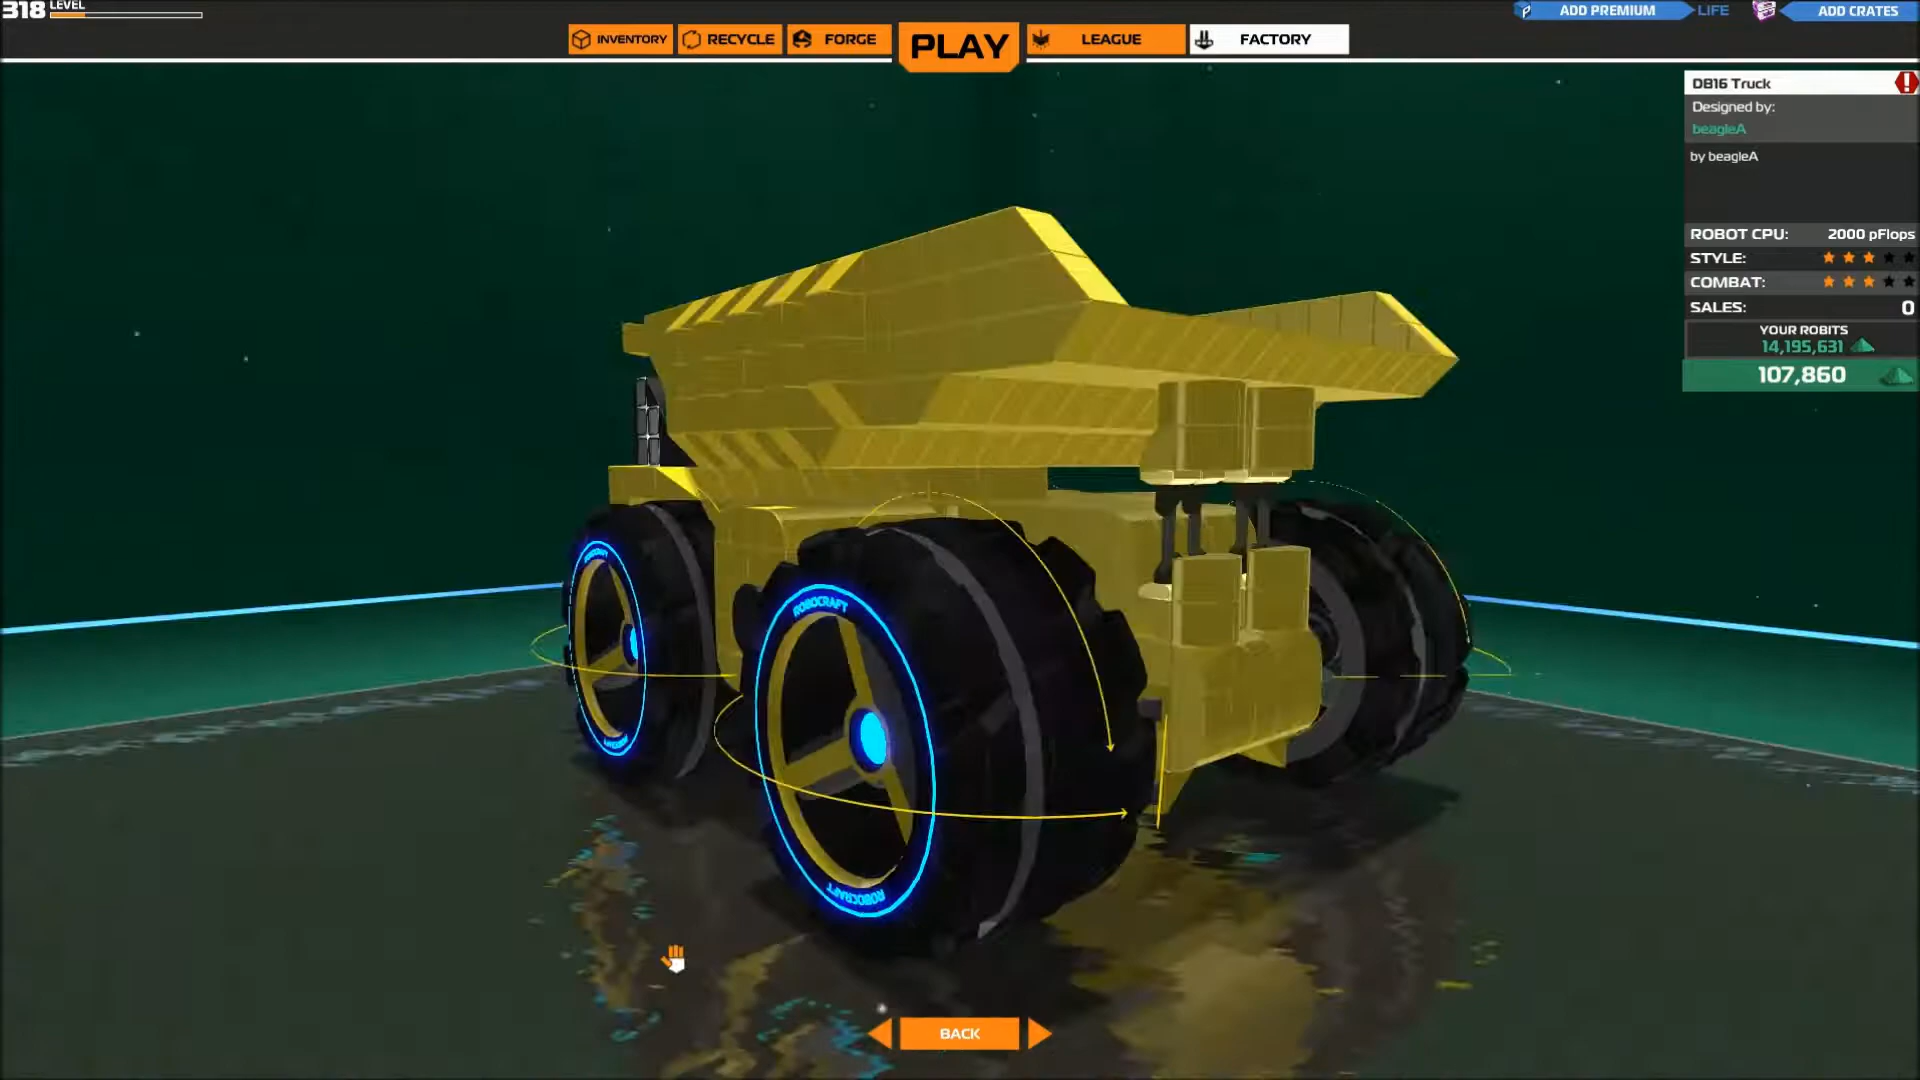 318 LEVEL
INVENTORY
RECYCLE
FORGE
PLAY
LEAGUE
FACTORY
ADD PREMIUM
LIFE
ADD CRATES
DB16 Truck
Designed by:
beagleA
by beagleA
ROBOT CPU: 2000 pFlops
STYLE:
COMBAT:
SALES: 0
YOUR ROBITS
14,195,631
107,860
ROBOCRAFT
ROBOCRAFT
ROBOCRAFT
ROBOCRAFT
BACK